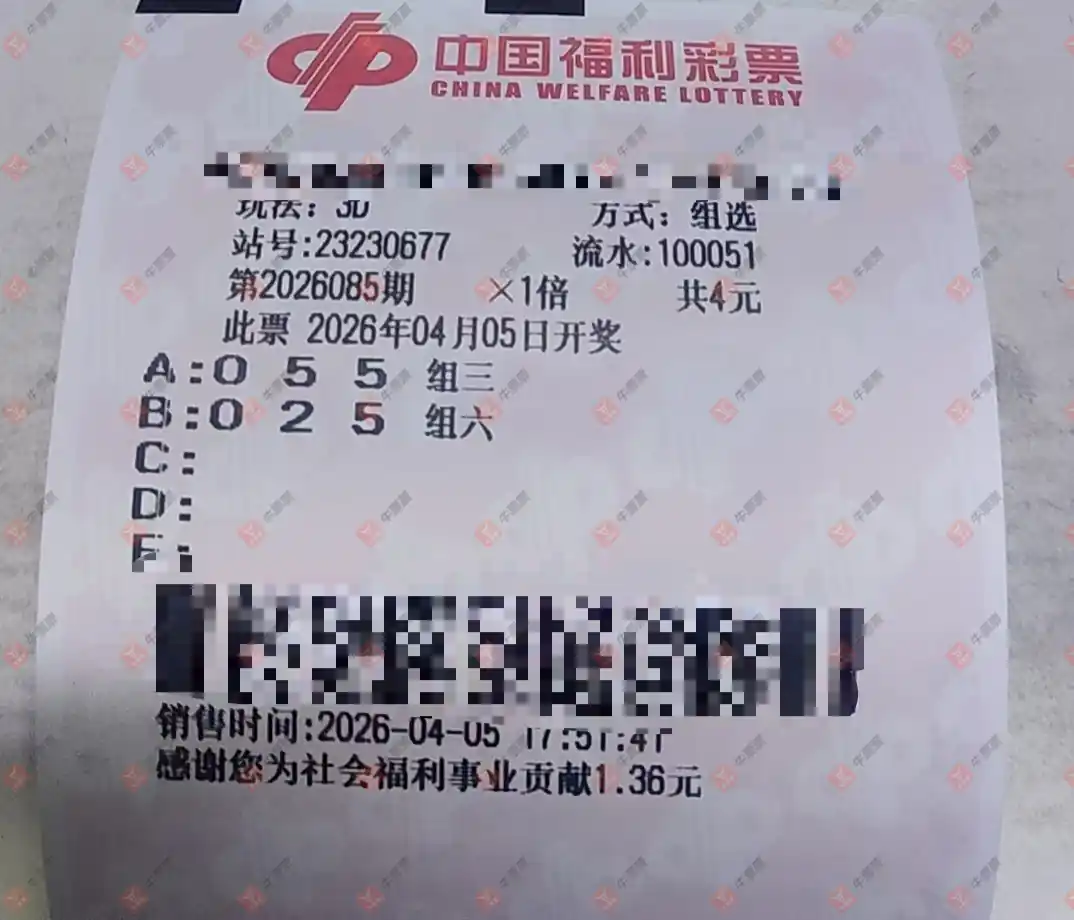 中国福利彩票
CHINA WELFARE LOTTERY
玩法：3D 方式：组选
站号:23230677 流水:100051
第2026085期 ×1倍 共4元
此票 2026年04月05日开奖
A:0 5 5 组三
B:0 2 5 组六
C:
D:
E:
销售时间:2026-04-05 17:51:41
感谢您为社会福利事业贡献1.36元